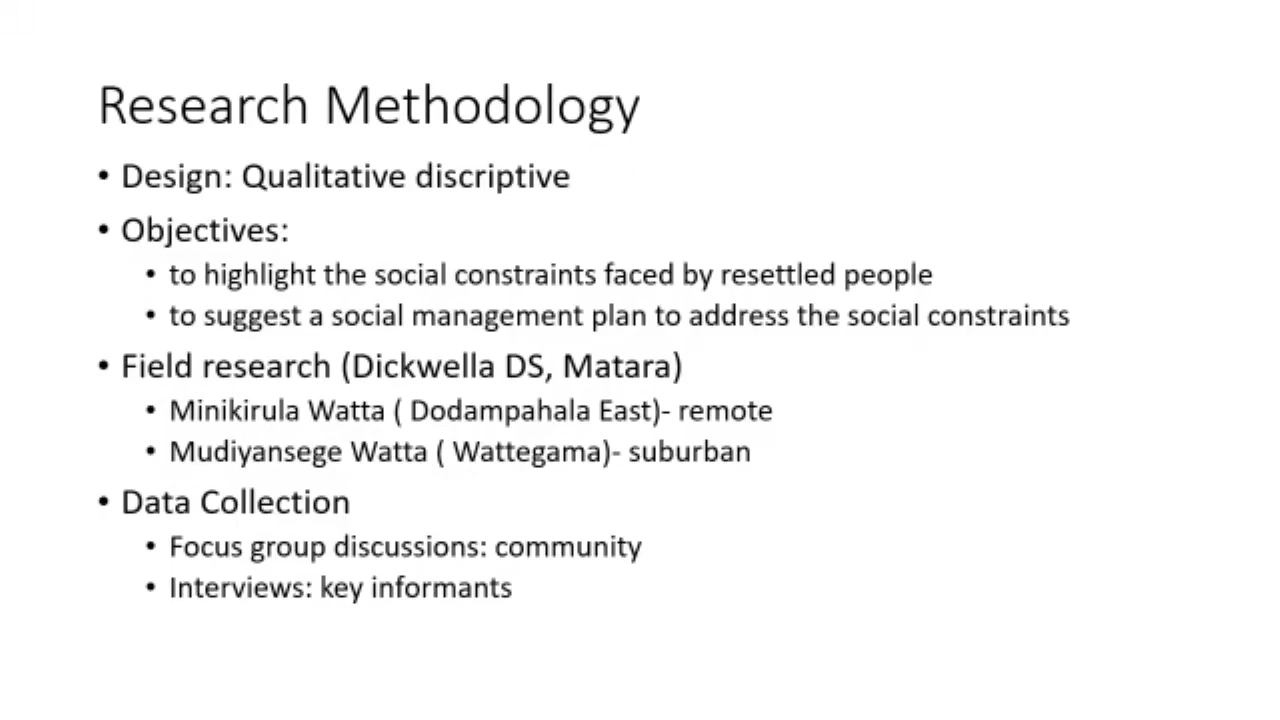 Research Methodology
• Design: Qualitative discriptive
• Objectives:
• to highlight the social constraints faced by resettled people
• to suggest a social management plan to address the social constraints
• Field research (Dickwella DS, Matara)
• Minikirula Watta ( Dodampahala East)- remote
• Mudiyansege Watta ( Wattegama)- suburban
• Data Collection
• Focus group discussions: community
• Interviews: key informants